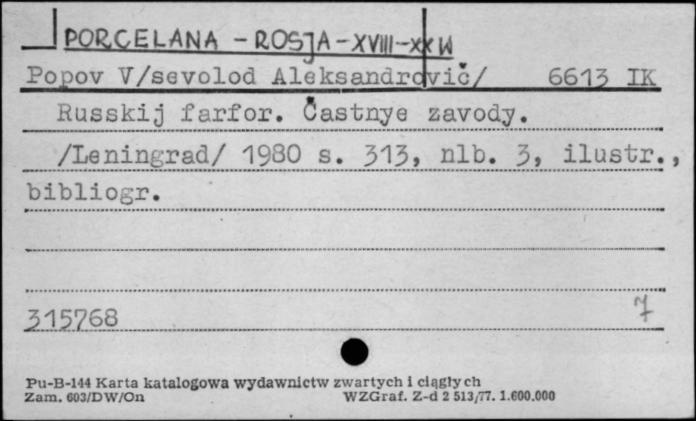 PORCELANA - ROSJA - XVIII-XX W
Popov V/sevolod Aleksandrovič/ 6613 IK
Russkij farfor. Častnye zavody.
/Leningrad/ 1980 s. 313, nlb. 3, ilustr.,
bibliogr.
315768 7
Pu-B-144 Karta katalogowa wydawnictw zwartych i ciągłych
Zam. 603/DW/On WZGraf. Z-d 2 513/77. 1.600.000